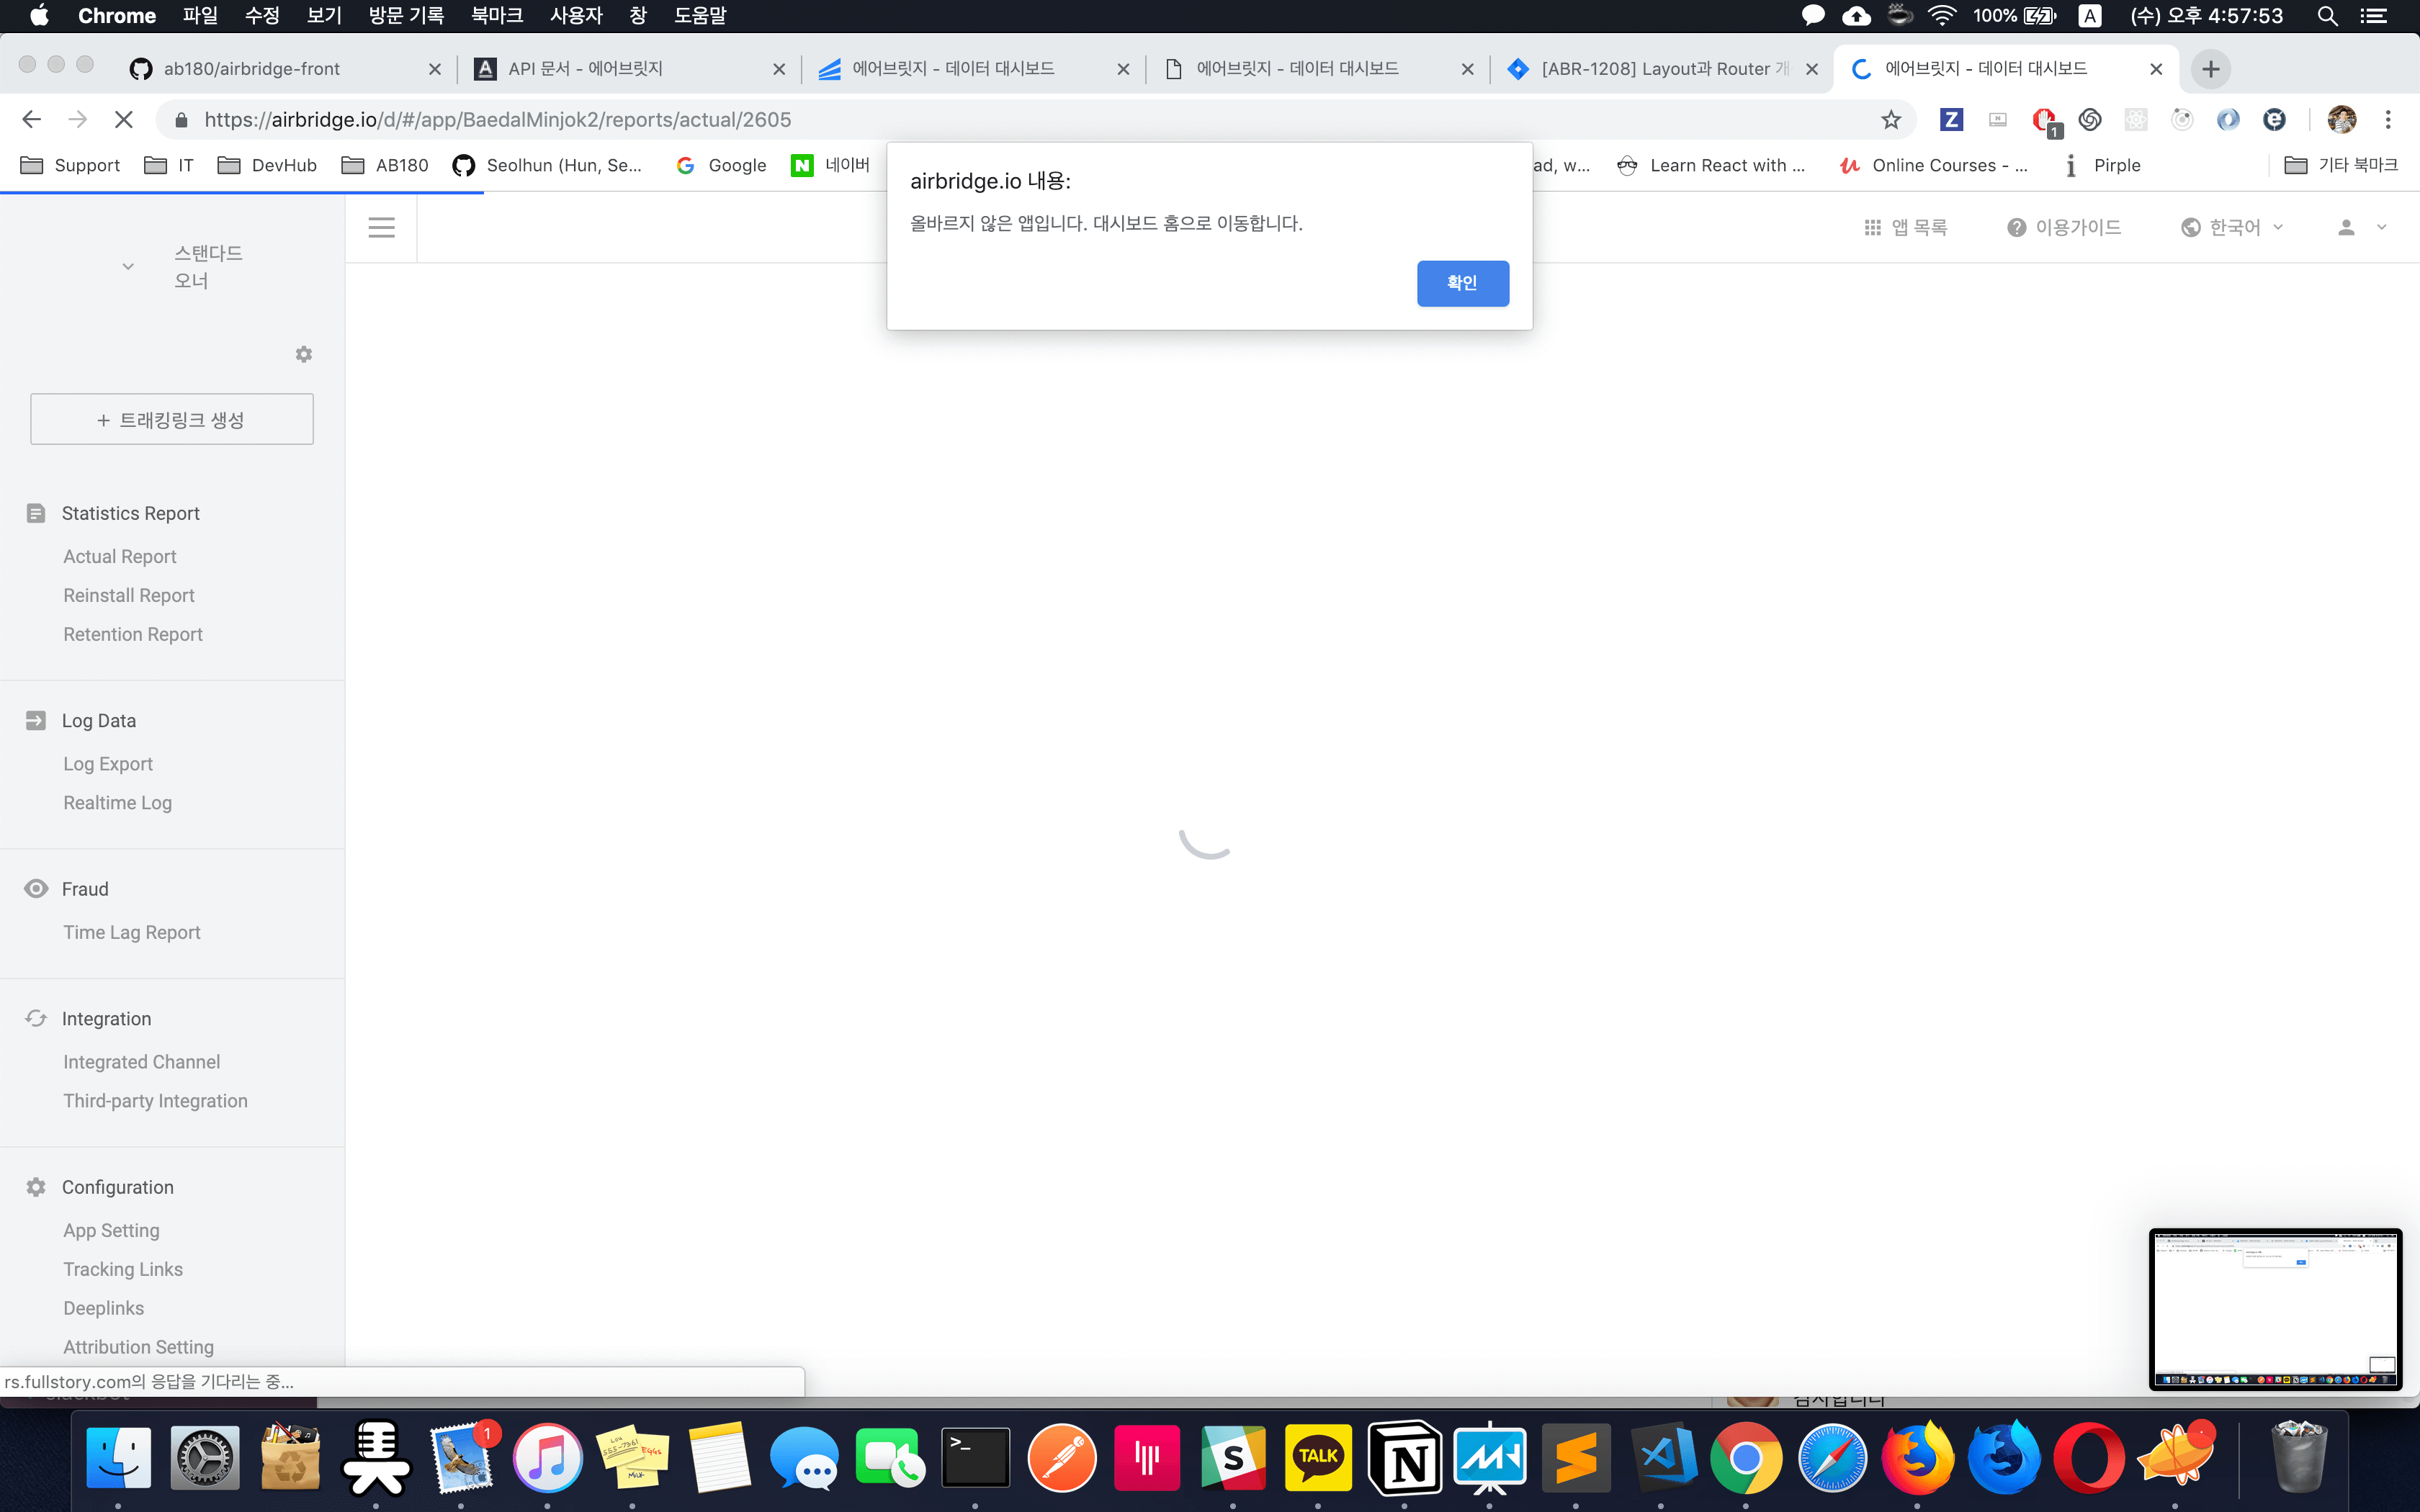 Chrome 파일 수정 보기 방문 기록 북마크 사용자 창 도움말 100% A (수) 오후 4:57:53
ab180/airbridge-front
API 문서 - 에어브릿지
에어브릿지 - 데이터 대시보드
에어브릿지 - 데이터 대시보드
[ABR-1208] Layout과 Router 개
에어브릿지 - 데이터 대시보드
https://airbridge.io/d/#/app/BaedalMinjok2/reports/actual/2605
1
Support IT DevHub AB180 Seolhun (Hun, Se... Google 네이버 ad, w... Learn React with ... Online Courses - ... Pirple 기타 북마크
airbridge.io 내용:
올바르지 않은 앱입니다. 대시보드 홈으로 이동합니다.
확인
앱 목록 이용가이드 한국어
스탠다드
오너
+ 트래킹링크 생성
Statistics Report
Actual Report
Reinstall Report
Retention Report
Log Data
Log Export
Realtime Log
Fraud
Time Lag Report
Integration
Integrated Channel
Third-party Integration
Configuration
App Setting
Tracking Links
Deeplinks
Attribution Setting
rs.fullstory.com의 응답을 기다리는 중...
감사합니다
1
TALK